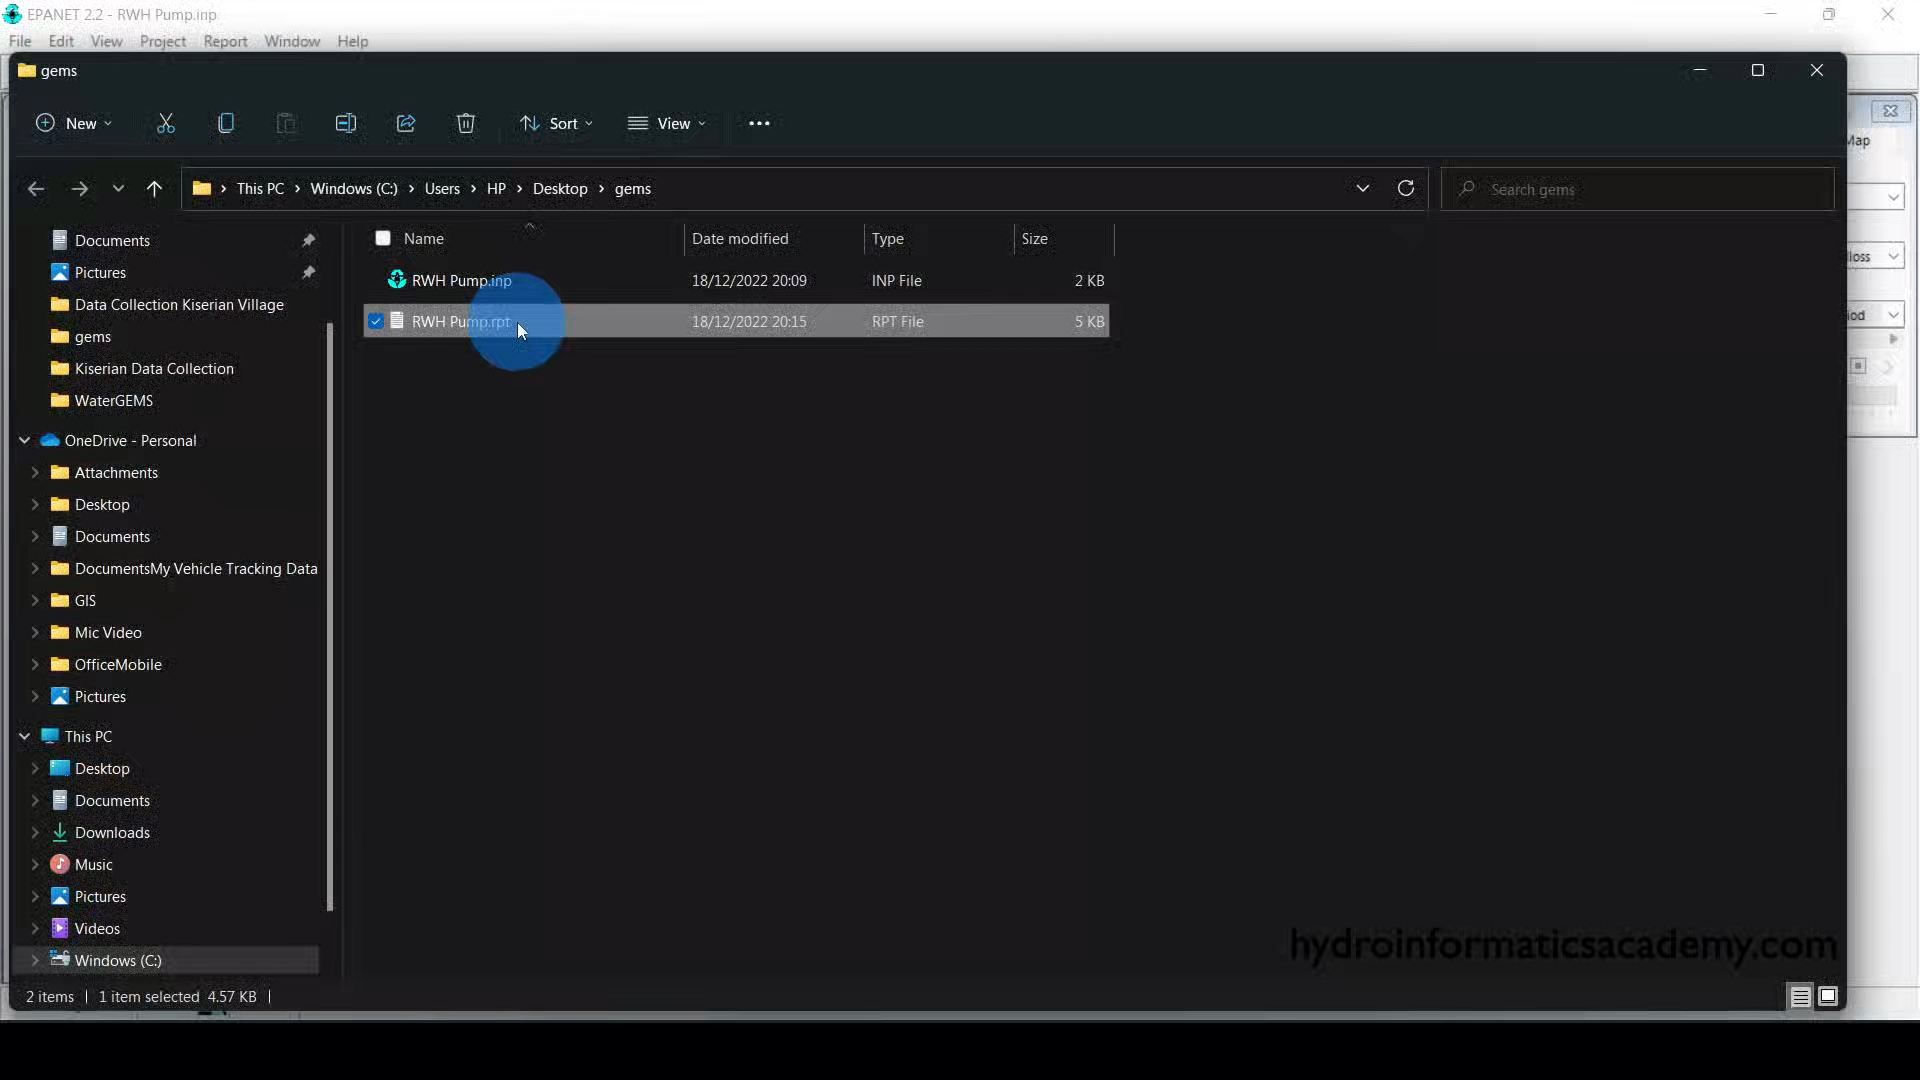 EPANET 2.2 - RWH Pump.inp
File Edit View Project Report Window Help
gems
New Sort View
This PC Windows (C:) Users HP Desktop gems
Search gems
Map
Name Date modified Type Size
RWH Pump.inp 18/12/2022 20:09 INP File 2 KB
RWH Pump.rpt 18/12/2022 20:15 RPT File 5 KB
loss
iod
Documents
Pictures
Data Collection Kiserian Village
gems
Kiserian Data Collection
WaterGEMS
OneDrive - Personal
Attachments
Desktop
Documents
DocumentsMy Vehicle Tracking Data
GIS
Mic Video
OfficeMobile
Pictures
This PC
Desktop
Documents
Downloads
Music
Pictures
Videos
Windows (C:)
hydroinformaticsacademy.com
2 items 1 item selected 4.57 KB